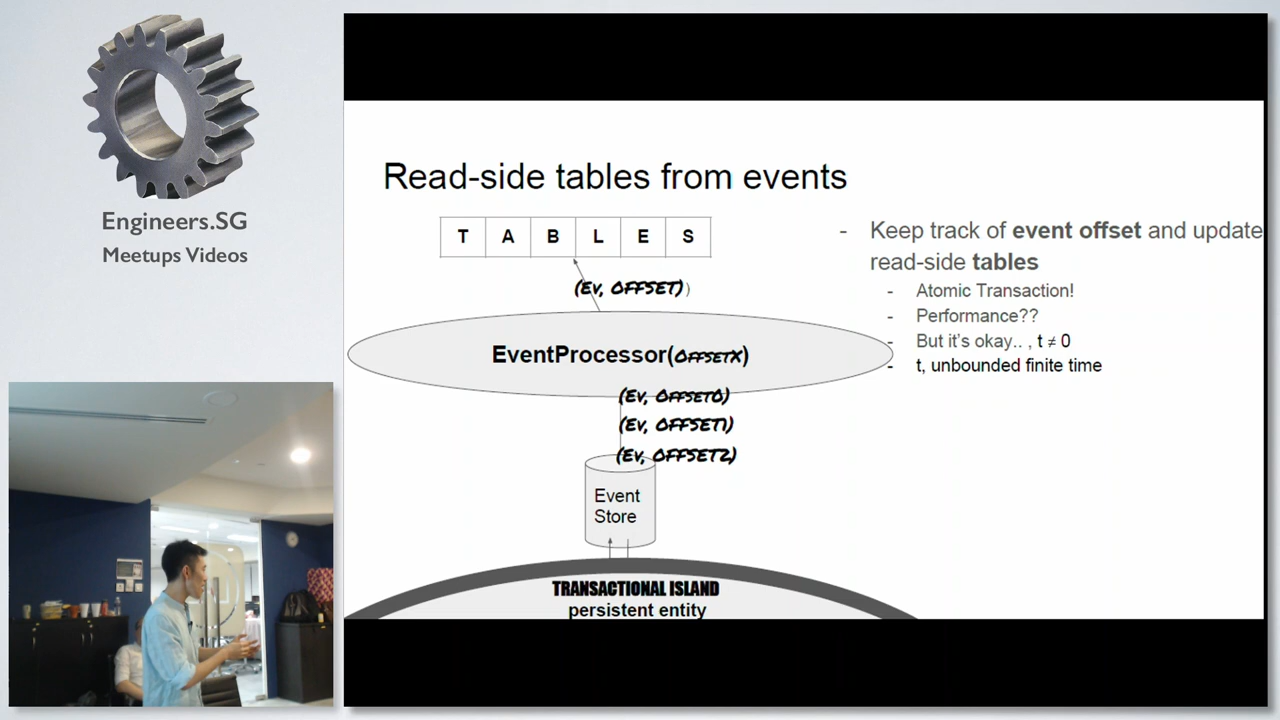 Engineers.SG
Meetups Videos
Read-side tables from events
T A B L E S
(Ev, OFFSET))
EventProcessor(OFFSETX)
(Ev, OFFSET0)
(Ev, OFFSET1)
(Ev, OFFSET2)
Event
Store
TRANSACTIONAL ISLAND
persistent entity
- Keep track of event offset and update
read-side tables
- Atomic Transaction!
- Performance??
- But it's okay.. , t ≠ 0
- t, unbounded finite time